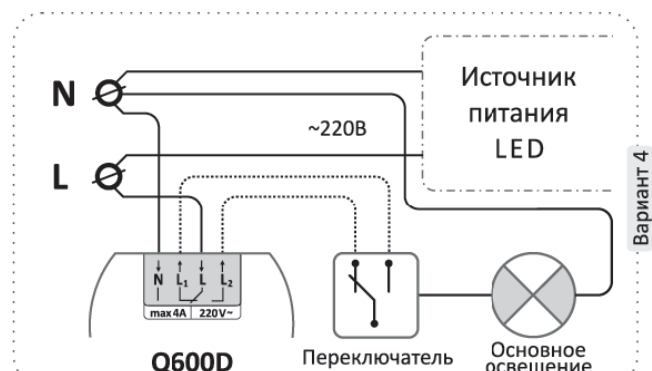 N
~220В
L
Источник
питания
LED
Вариант 4
N L₁ L L₂
max 4A 220V~
Q600D
Переключатель
Основное
освещение